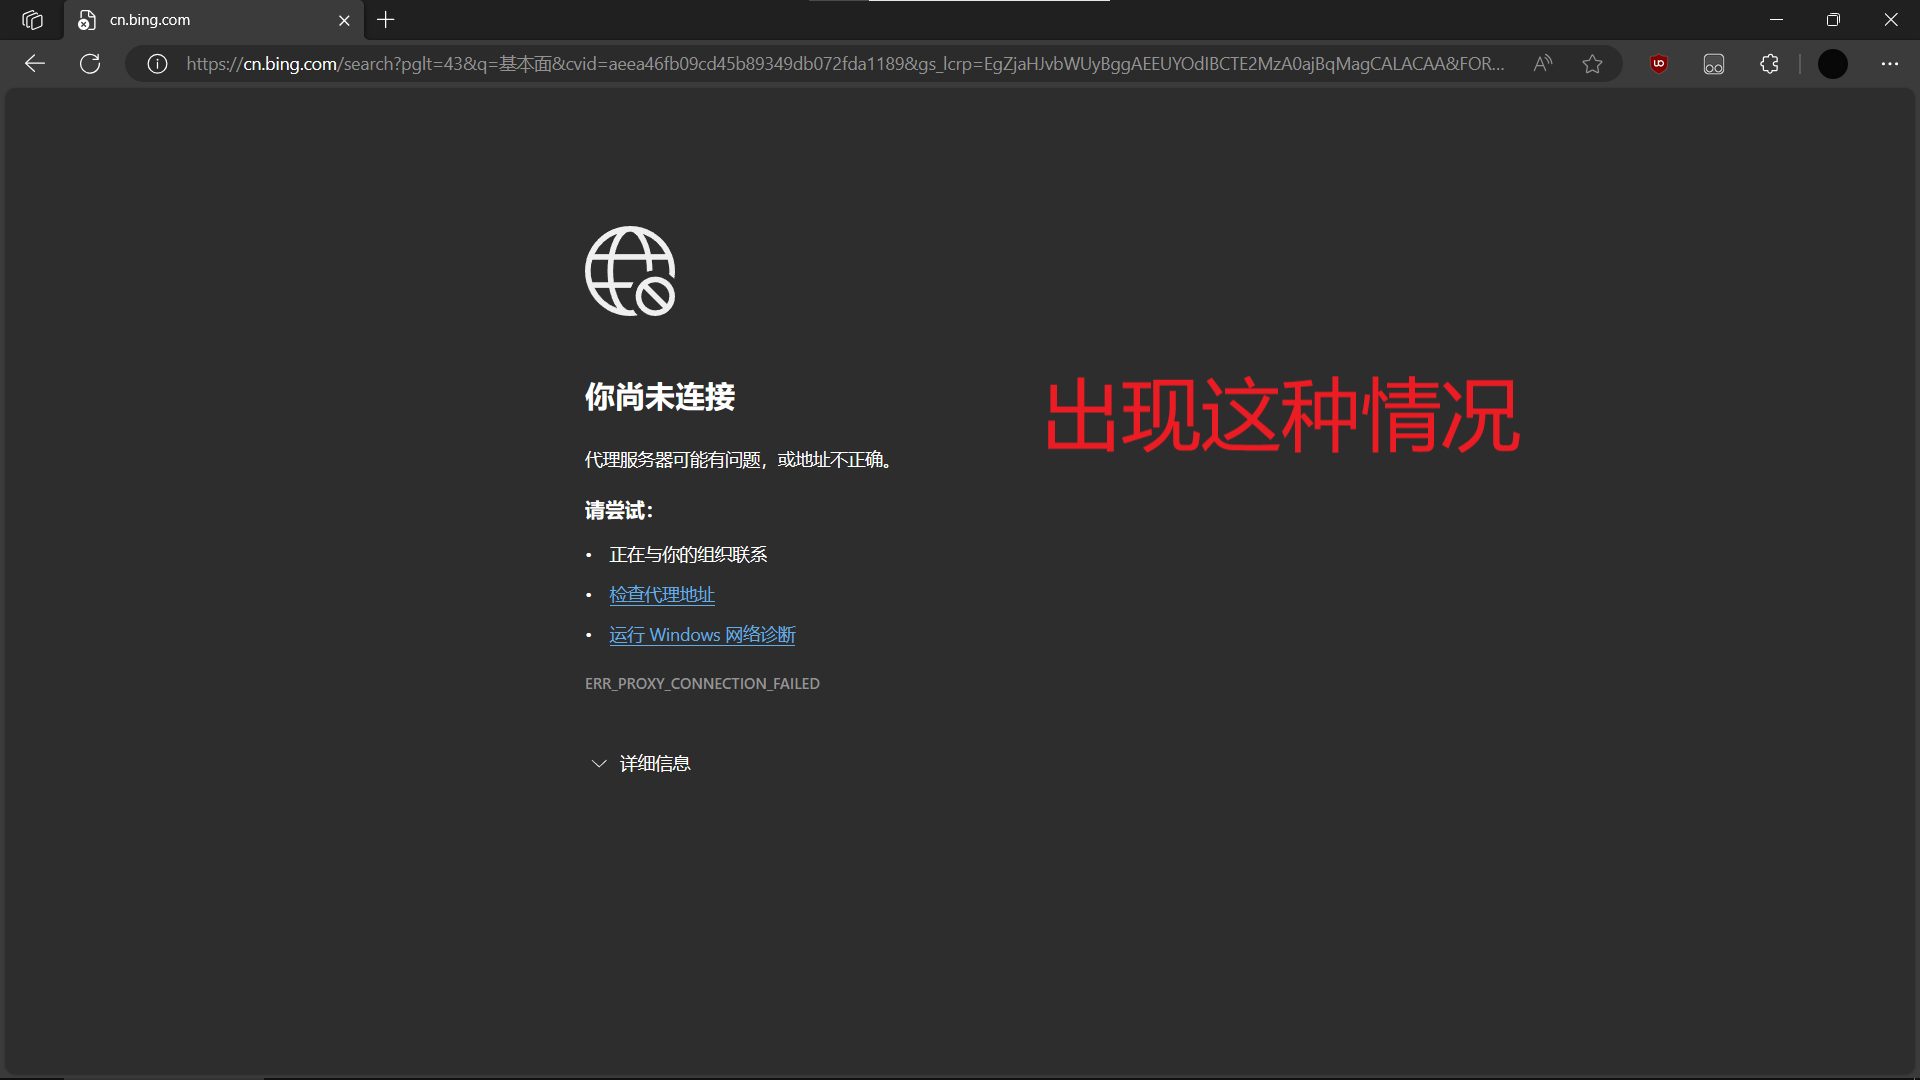 cn.bing.com
https://cn.bing.com/search?pglt=43&q=基本面&cvid=aeea46fb09cd45b89349db072fda1189&gs_lcrp=EgZjaHJvbWUyBggAEEUYOdIBCTE2MzA0ajBqMagCALACAA&FOR...
你尚未连接
出现这种情况
代理服务器可能有问题，或地址不正确。
请尝试：
• 正在与你的组织联系
• 检查代理地址
• 运行 Windows 网络诊断
ERR_PROXY_CONNECTION_FAILED
详细信息